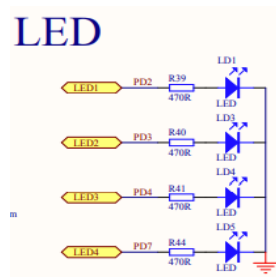 LED
LD1
LED1 PD2 R39
470R LED
LD3
LED2 PD3 R40
470R LED
LD4
LED3 PD4 R41
470R LED
LD5
LED4 PD7 R44
470R LED